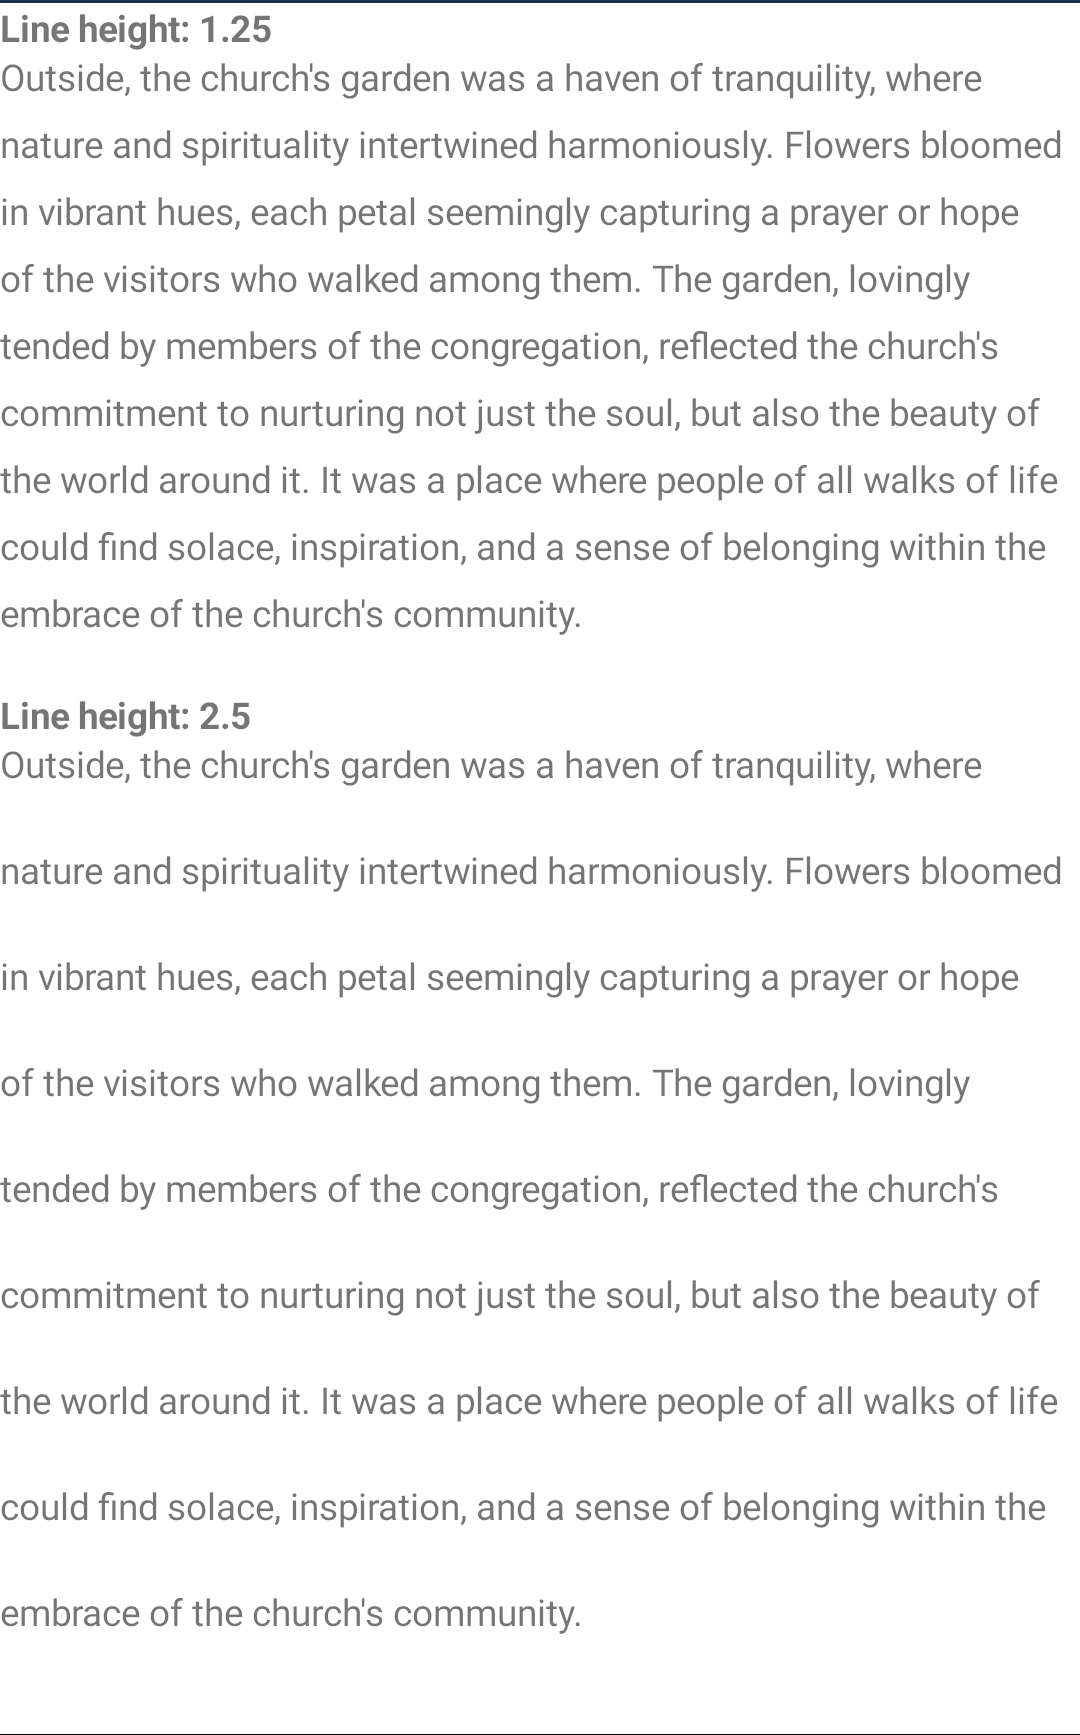 Line height: 1.25
Outside, the church's garden was a haven of tranquility, where
nature and spirituality intertwined harmoniously. Flowers bloomed
in vibrant hues, each petal seemingly capturing a prayer or hope
of the visitors who walked among them. The garden, lovingly
tended by members of the congregation, reflected the church's
commitment to nurturing not just the soul, but also the beauty of
the world around it. It was a place where people of all walks of life
could find solace, inspiration, and a sense of belonging within the
embrace of the church's community.
Line height: 2.5
Outside, the church's garden was a haven of tranquility, where
nature and spirituality intertwined harmoniously. Flowers bloomed
in vibrant hues, each petal seemingly capturing a prayer or hope
of the visitors who walked among them. The garden, lovingly
tended by members of the congregation, reflected the church's
commitment to nurturing not just the soul, but also the beauty of
the world around it. It was a place where people of all walks of life
could find solace, inspiration, and a sense of belonging within the
embrace of the church's community.